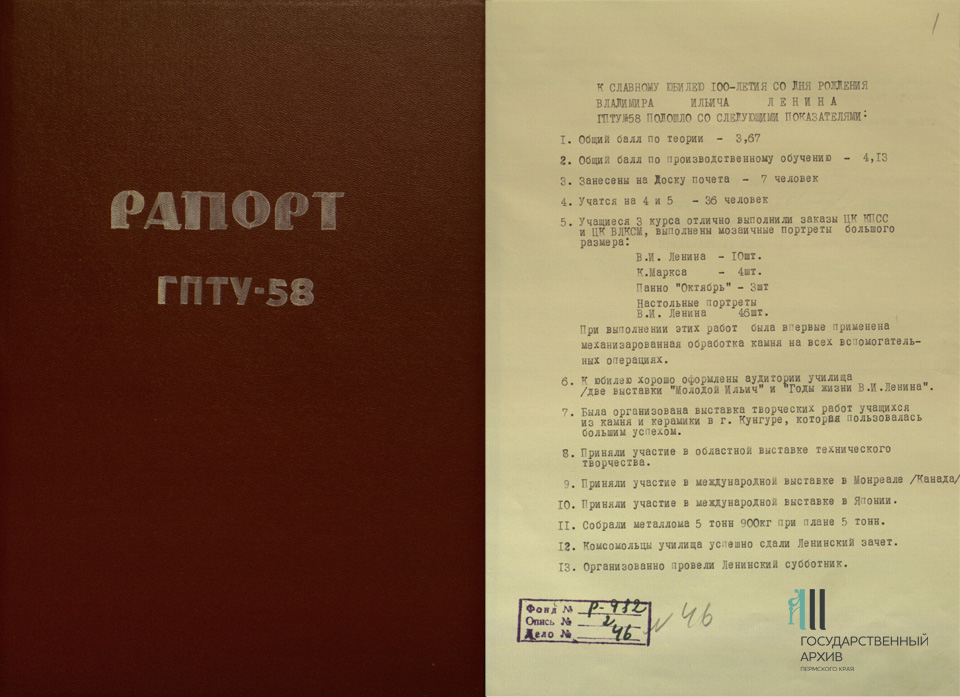 РАПОРТ
ГПТУ-58
1
К СЛАВНОМУ ЮБИЛЕЮ 100-ЛЕТИЯ СО ДНЯ РОЖДЕНИЯ
ВЛАДИМИРА ИЛЬИЧА ЛЕНИНА
ГПТУ№58 ПОДОШЛО СО СЛЕДУЮЩИМИ ПОКАЗАТЕЛЯМИ:
1. Общий балл по теории - 3,67
2. Общий балл по производственному обучению - 4,13
3. Занесены на Доску почета - 7 человек
4. Учатся на 4 и 5 - 36 человек
5. Учащиеся 3 курса отлично выполнили заказы ЦК КПСС
и ЦК ВЛКСМ, выполнены мозаичные портреты большого
размера:
В.И. Ленина - 10шт.
К.Маркса - 4шт.
Панно "Октябрь" - 3шт
Настольные портреты
В.И. Ленина 46шт.
При выполнении этих работ была впервые применена
механизарованная обработка камня на всех вспомогатель-
ных операциях.
6. К юбилею хорошо оформлены аудитории училища
/две выставки "Молодой Ильич" и "Годы жизни В.И.Ленина".
7. Была организована выставка творческих работ учащихся
из камня и керамики в г. Кунгуре, которая пользовалась
большим успехом.
8. Приняли участие в областной выставке технического
творчества.
9. Приняли участие в международной выставке в Монреале /Канада/
10. Приняли участие в международной выставке в Японии.
11. Собрали металлома 5 тонн 900кг при плане 5 тонн.
12. Комсомольцы училища успешно сдали Ленинский зачет.
13. Организованно провели Ленинский субботник.
Фонд № р-932
Опись № 2
Дело № 46
N 46
ГОСУДАРСТВЕННЫЙ
АРХИВ
ПЕРМСКОГО КРАЯ